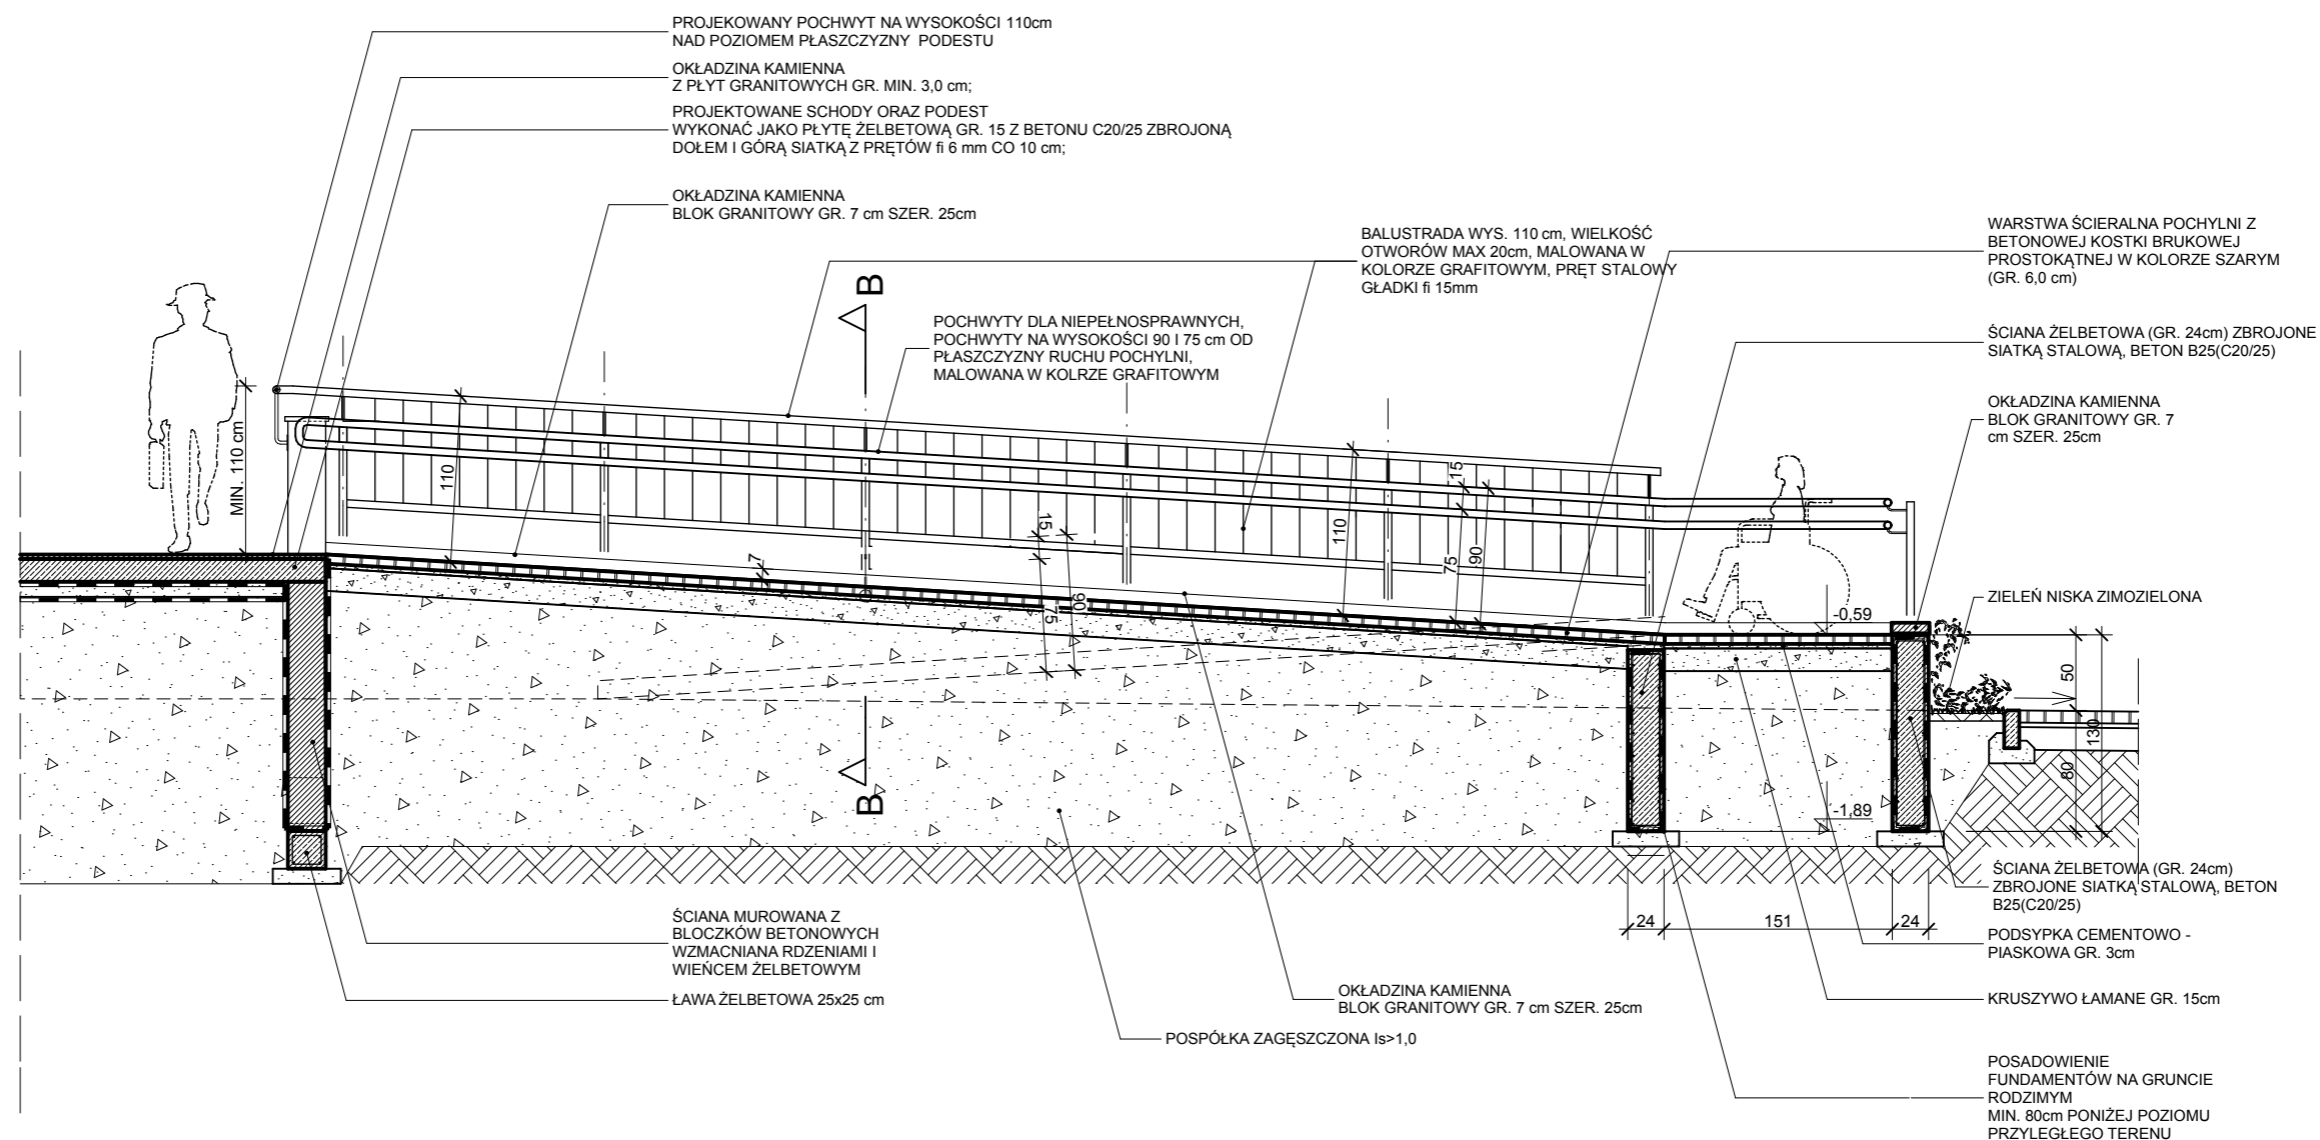 PROJEKOWANY POCHWYT NA WYSOKOŚCI 110cm
NAD POZIOMEM PŁASZCZYZNY PODESTU
OKŁADZINA KAMIENNA
Z PŁYT GRANITOWYCH GR. MIN. 3,0 cm;
PROJEKTOWANE SCHODY ORAZ PODEST
WYKONAĆ JAKO PŁYTĘ ŻELBETOWĄ GR. 15 Z BETONU C20/25 ZBROJONĄ
DOŁEM I GÓRĄ SIATKĄ Z PRĘTÓW fi 6 mm CO 10 cm;
OKŁADZINA KAMIENNA
BLOK GRANITOWY GR. 7 cm SZER. 25cm
BALUSTRADA WYS. 110 cm, WIELKOŚĆ
OTWORÓW MAX 20cm, MALOWANA W
KOLORZE GRAFITOWYM, PRĘT STALOWY
GŁADKI fi 15mm
POCHWYTY DLA NIEPEŁNOSPRAWNYCH,
POCHWYTY NA WYSOKOŚCI 90 I 75 cm OD
PŁASZCZYZNY RUCHU POCHYLNI,
MALOWANA W KOLRZE GRAFITOWYM
WARSTWA ŚCIERALNA POCHYLNI Z
BETONOWEJ KOSTKI BRUKOWEJ
PROSTOKĄTNEJ W KOLORZE SZARYM
(GR. 6,0 cm)
ŚCIANA ŻELBETOWA (GR. 24cm) ZBROJONE
SIATKĄ STALOWĄ, BETON B25(C20/25)
OKŁADZINA KAMIENNA
BLOK GRANITOWY GR. 7
cm SZER. 25cm
ZIELEŃ NISKA ZIMOZIELONA
B
B
MIN. 110 cm
110
7
15
75
90
110
15
75
90
-0,59
-1,89
50
80
130
24
151
24
ŚCIANA ŻELBETOWA (GR. 24cm)
ZBROJONE SIATKĄ STALOWĄ, BETON
B25(C20/25)
PODSYPKA CEMENTOWO -
PIASKOWA GR. 3cm
KRUSZYWO ŁAMANE GR. 15cm
POSADOWIENIE
FUNDAMENTÓW NA GRUNCIE
RODZIMYM
MIN. 80cm PONIŻEJ POZIOMU
PRZYLEGŁEGO TERENU
ŚCIANA MUROWANA Z
BLOCZKÓW BETONOWYCH
WZMACNIANA RDZENIAMI I
WIEŃCEM ŻELBETOWYM
ŁAWA ŻELBETOWA 25x25 cm
OKŁADZINA KAMIENNA
BLOK GRANITOWY GR. 7 cm SZER. 25cm
POSPÓŁKA ZAGĘSZCZONA Is>1,0